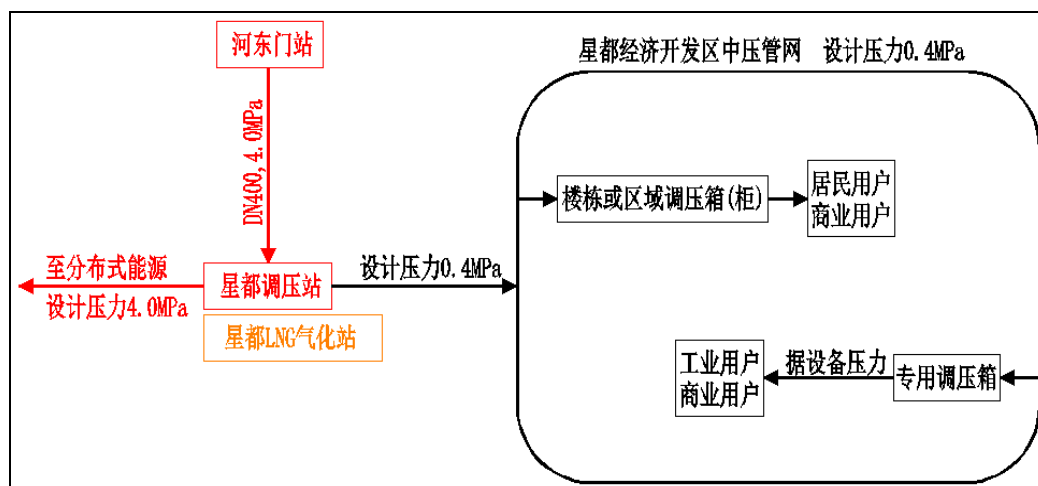 河东门站
星都经济开发区中压管网 设计压力0.4MPa
DN400,4.0MPa
楼栋或区域调压箱(柜)
居民用户
商业用户
至分布式能源
设计压力4.0MPa
星都调压站
设计压力0.4MPa
星都LNG气化站
工业用户
商业用户
据设备压力
专用调压箱